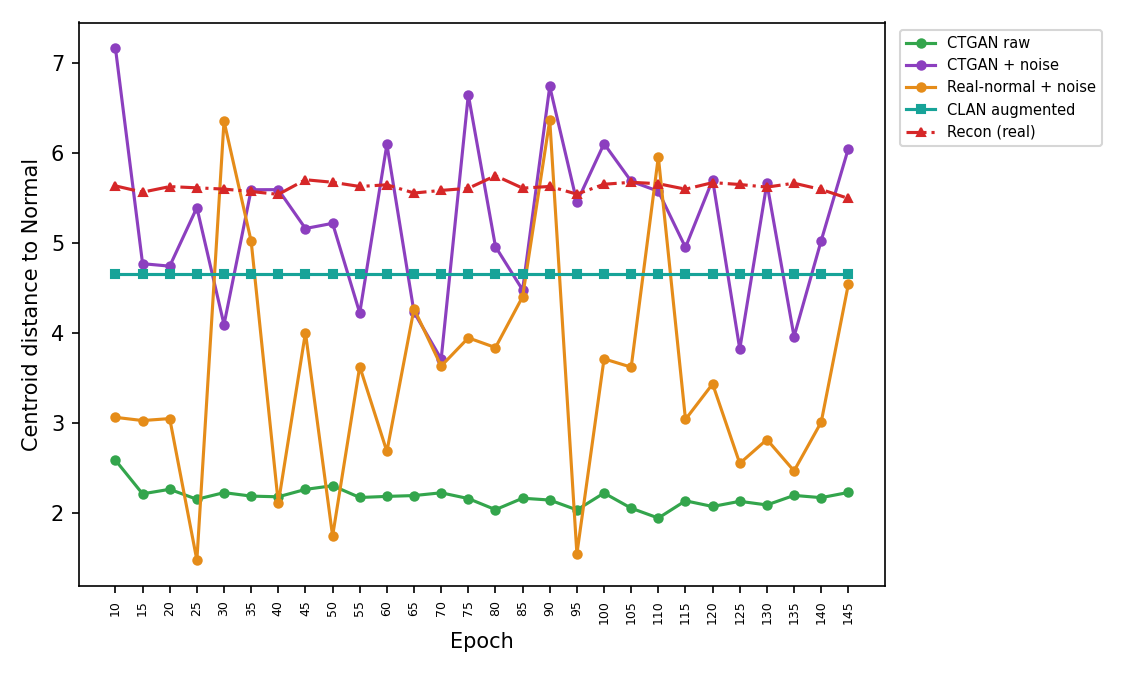 CTGAN raw
CTGAN + noise
Real-normal + noise
CLAN augmented
Recon (real)
Centroid distance to Normal
7
6
5
4
3
2
10 15 20 25 30 35 40 45 50 55 60 65 70 75 80 85 90 95 100 105 110 115 120 125 130 135 140 145
Epoch